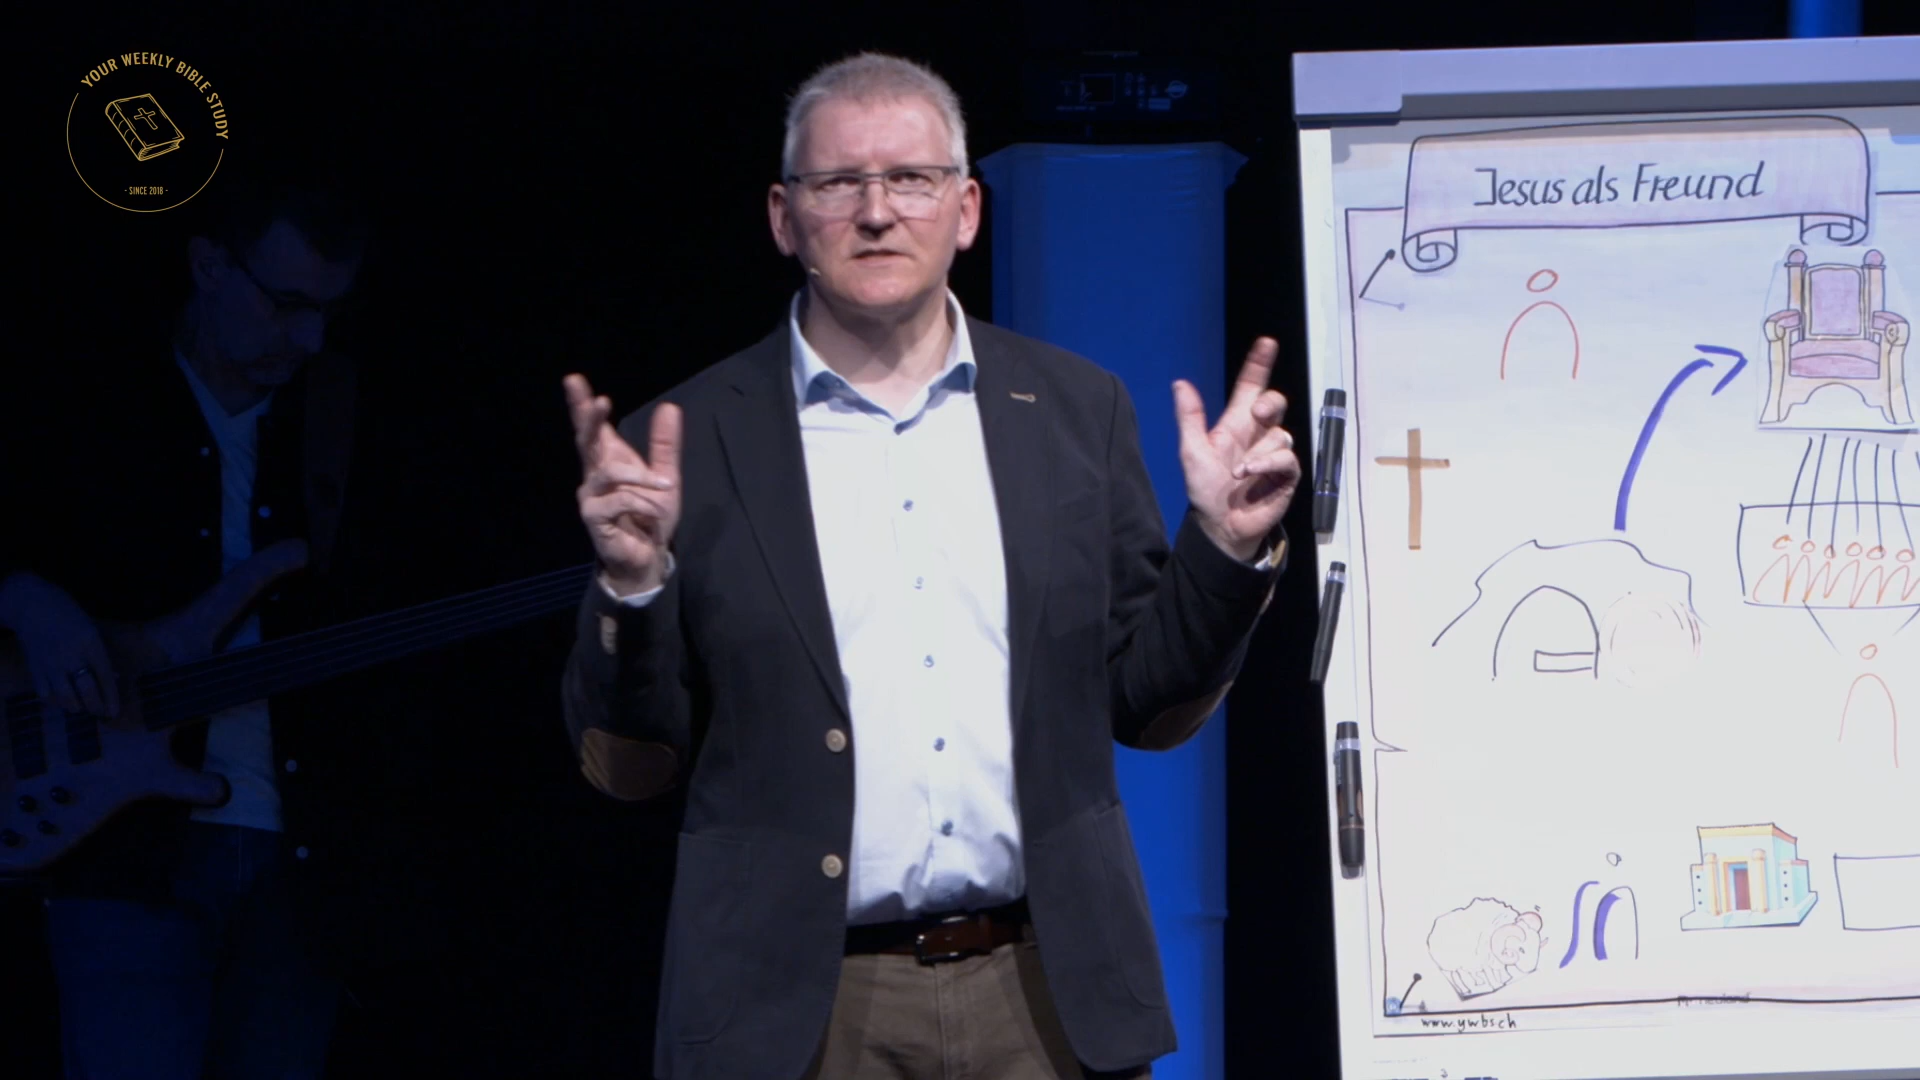 YOUR WEEKLY BIBLE STUDY
- SINCE 2018 -
Jesus als Freund
www.ywbs.ch